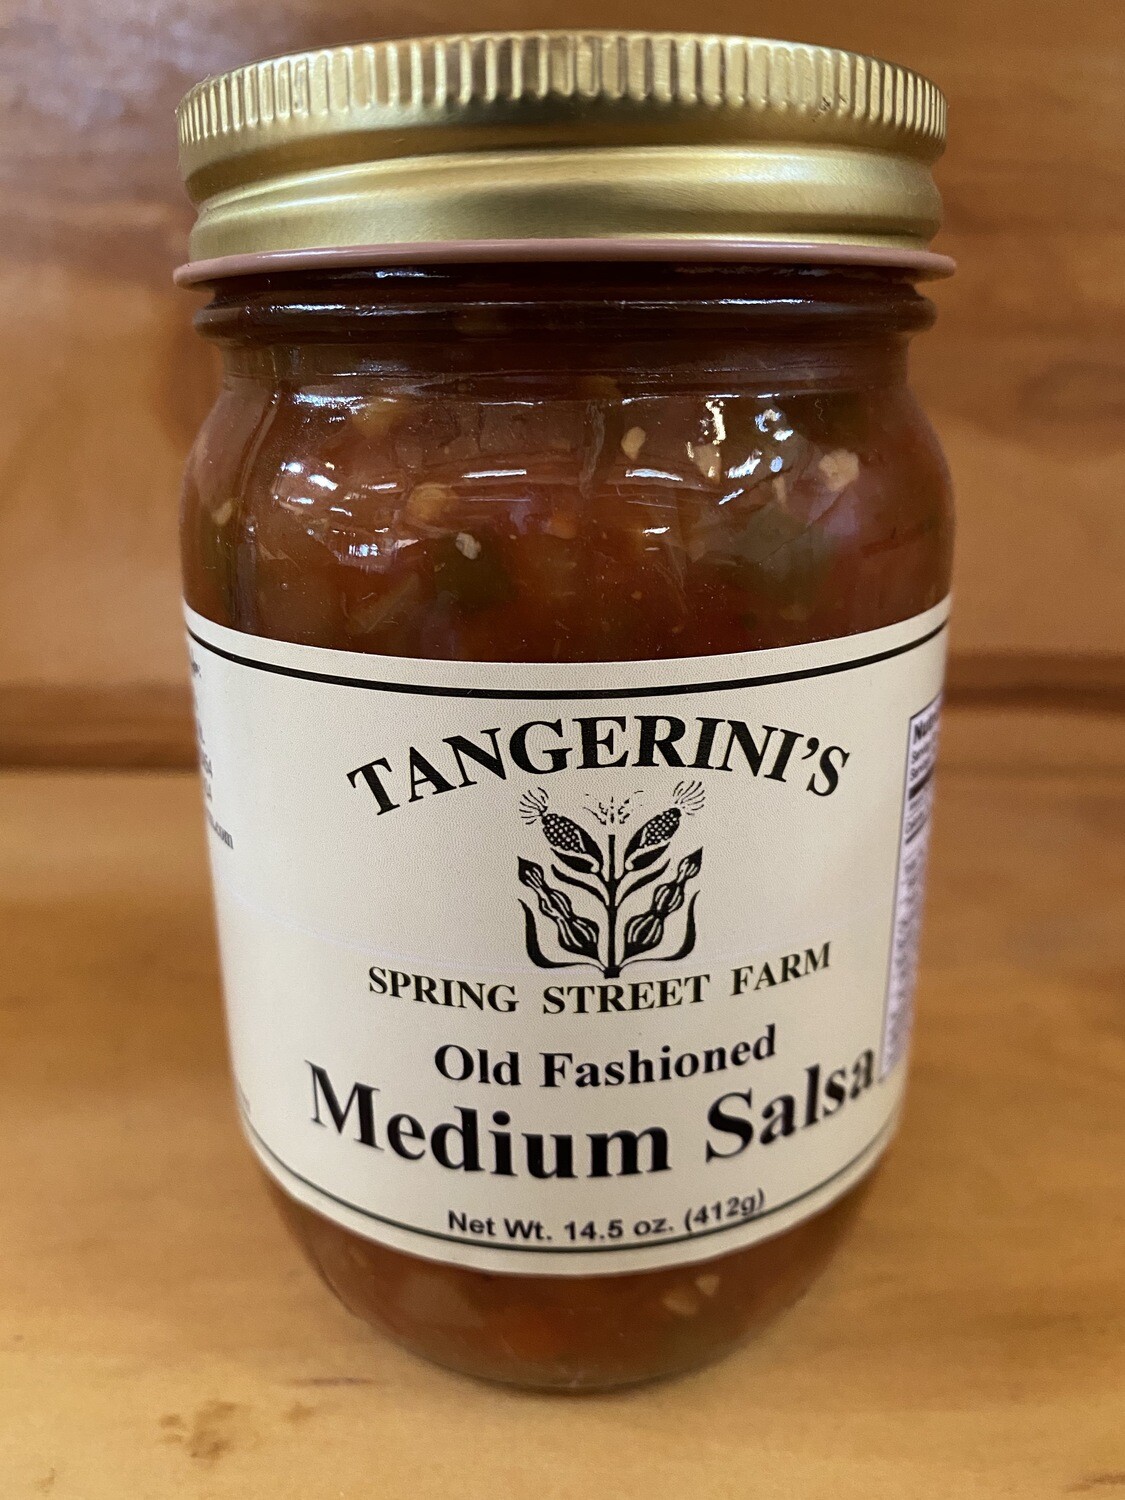 TANGERINI'S
SPRING STREET FARM
Old Fashioned
Medium Salsa
Net Wt. 14.5 oz. (412g)